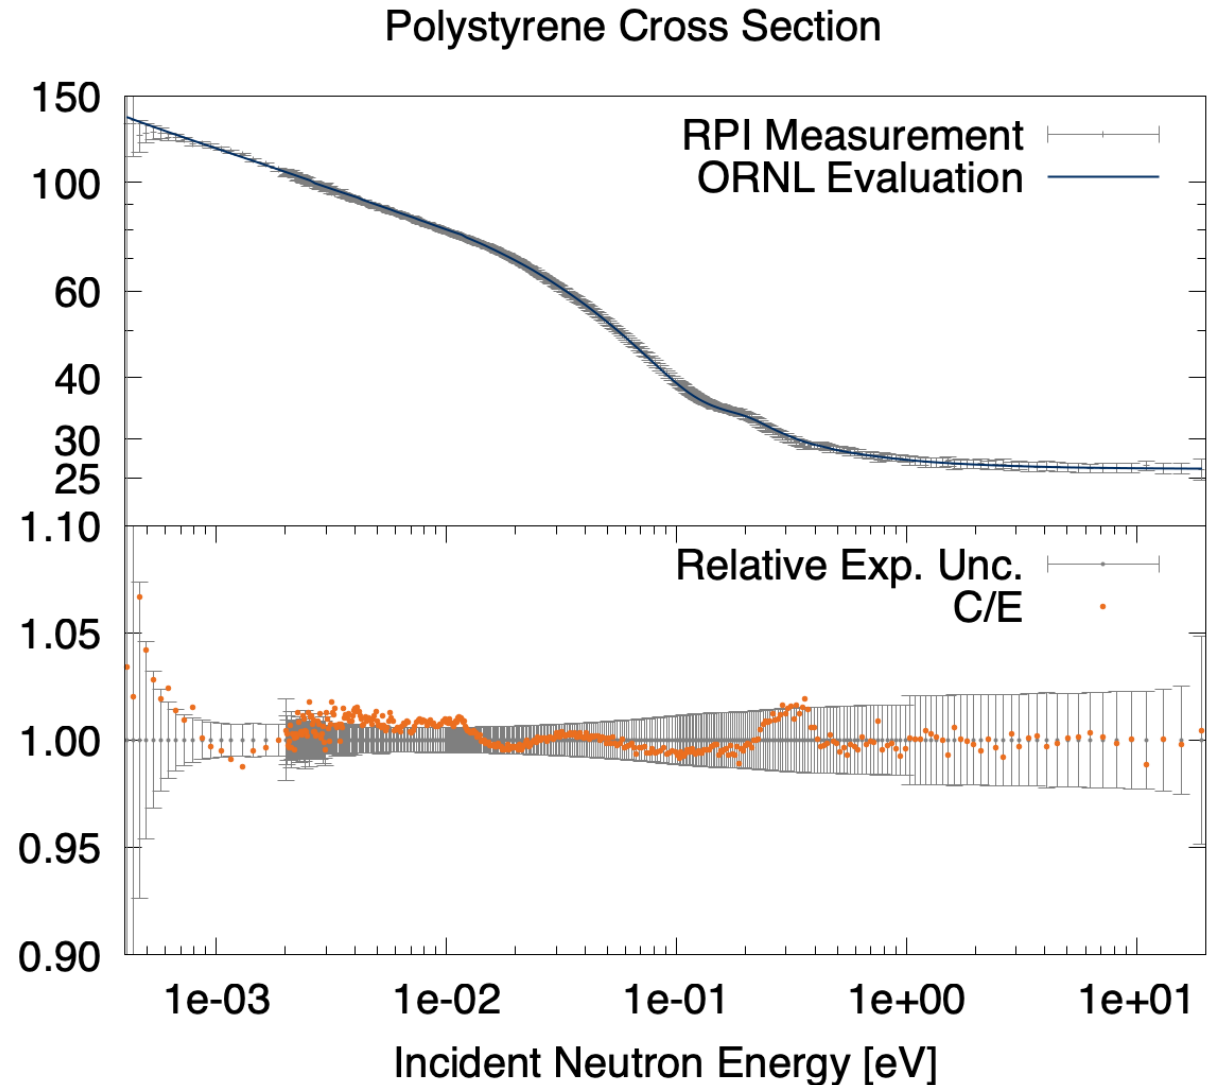 Polystyrene Cross Section
150
100
60
40
30
25
RPI Measurement
ORNL Evaluation
1.10
1.05
1.00
0.95
0.90
Relative Exp. Unc.
C/E
1e-03 1e-02 1e-01 1e+00 1e+01
Incident Neutron Energy [eV]